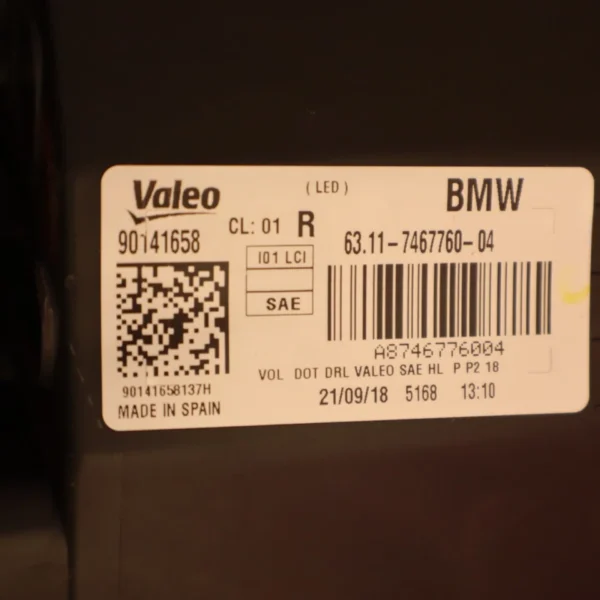 Valeo
(LED)
BMW
90141658
CL: 01 R
63.11-7467760-04
I01 LCI
SAE
A8746776004
90141658137H
VOL DOT DRL VALEO SAE HL P P2 18
MADE IN SPAIN
21/09/18 5168 13:10